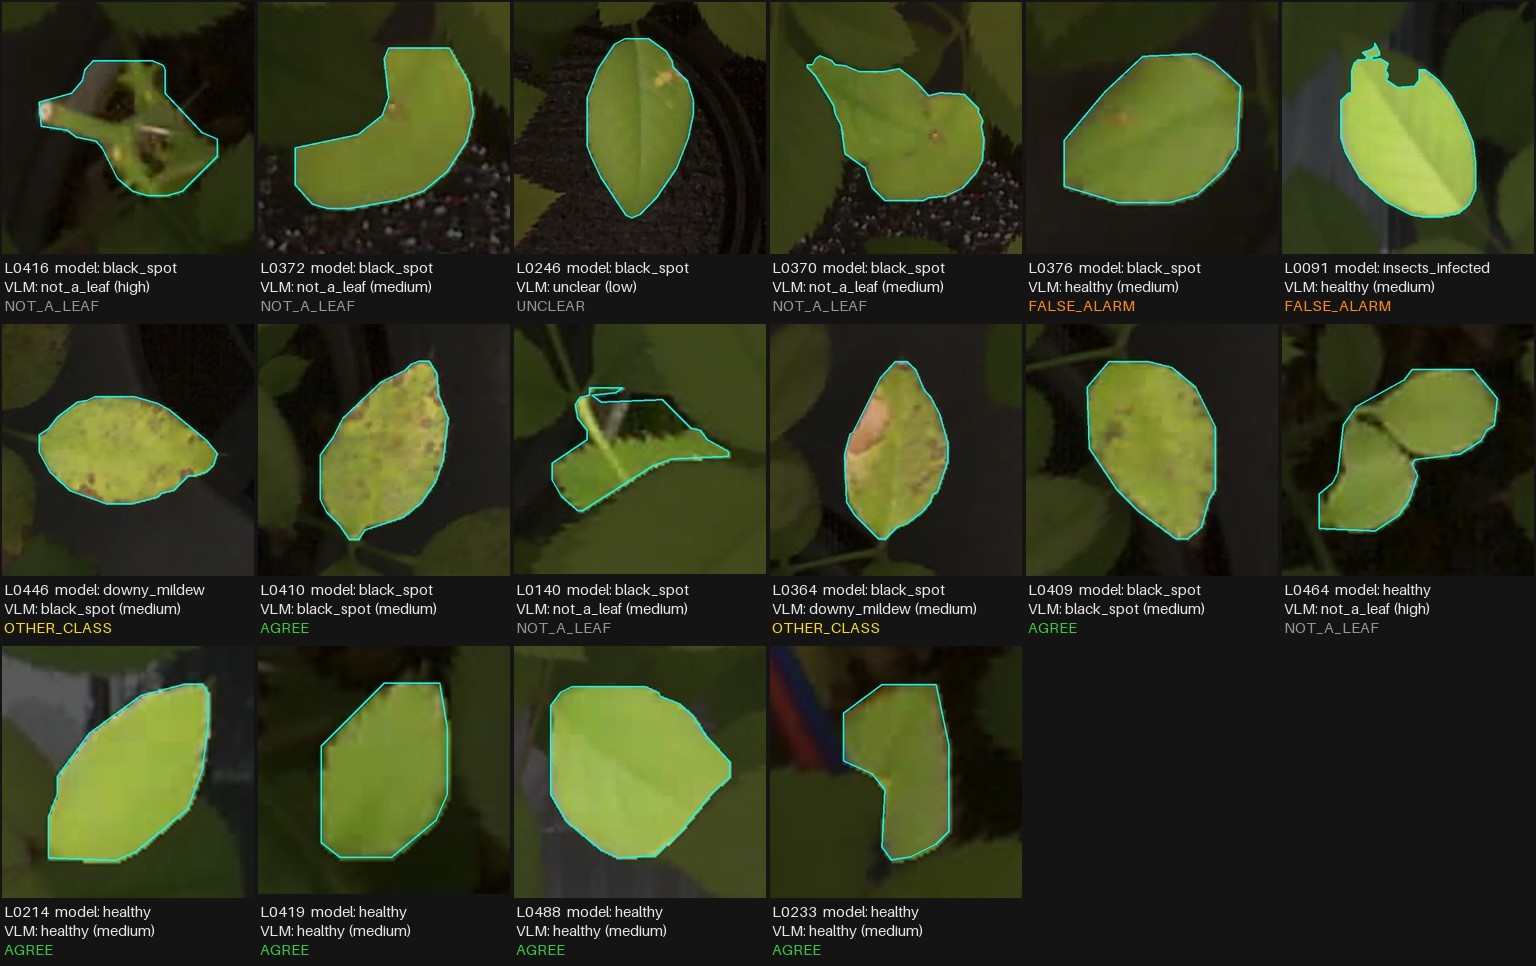 L0416 model: black_spot
VLM: not_a_leaf (high)
NOT_A_LEAF
L0372 model: black_spot
VLM: not_a_leaf (medium)
NOT_A_LEAF
L0246 model: black_spot
VLM: unclear (low)
UNCLEAR
L0370 model: black_spot
VLM: not_a_leaf (medium)
NOT_A_LEAF
L0376 model: black_spot
VLM: healthy (medium)
FALSE_ALARM
L0091 model: insects_infected
VLM: healthy (medium)
FALSE_ALARM
L0446 model: downy_mildew
VLM: black_spot (medium)
OTHER_CLASS
L0410 model: black_spot
VLM: black_spot (medium)
AGREE
L0140 model: black_spot
VLM: not_a_leaf (medium)
NOT_A_LEAF
L0364 model: black_spot
VLM: downy_mildew (medium)
OTHER_CLASS
L0409 model: black_spot
VLM: black_spot (medium)
AGREE
L0464 model: healthy
VLM: not_a_leaf (high)
NOT_A_LEAF
L0214 model: healthy
VLM: healthy (medium)
AGREE
L0419 model: healthy
VLM: healthy (medium)
AGREE
L0488 model: healthy
VLM: healthy (medium)
AGREE
L0233 model: healthy
VLM: healthy (medium)
AGREE